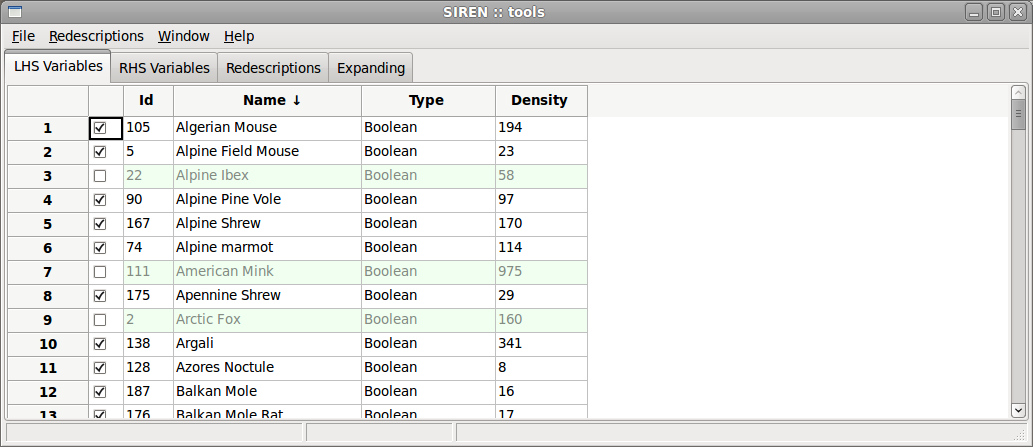 SIREN :: tools
File Redescriptions Window Help
LHS Variables RHS Variables Redescriptions Expanding
Id Name ↓ Type Density
1 105 Algerian Mouse Boolean 194
2 5 Alpine Field Mouse Boolean 23
3 22 Alpine Ibex Boolean 58
4 90 Alpine Pine Vole Boolean 97
5 167 Alpine Shrew Boolean 170
6 74 Alpine marmot Boolean 114
7 111 American Mink Boolean 975
8 175 Apennine Shrew Boolean 29
9 2 Arctic Fox Boolean 160
10 138 Argali Boolean 341
11 128 Azores Noctule Boolean 8
12 187 Balkan Mole Boolean 16
13 176 Balkan Mole Rat Boolean 17